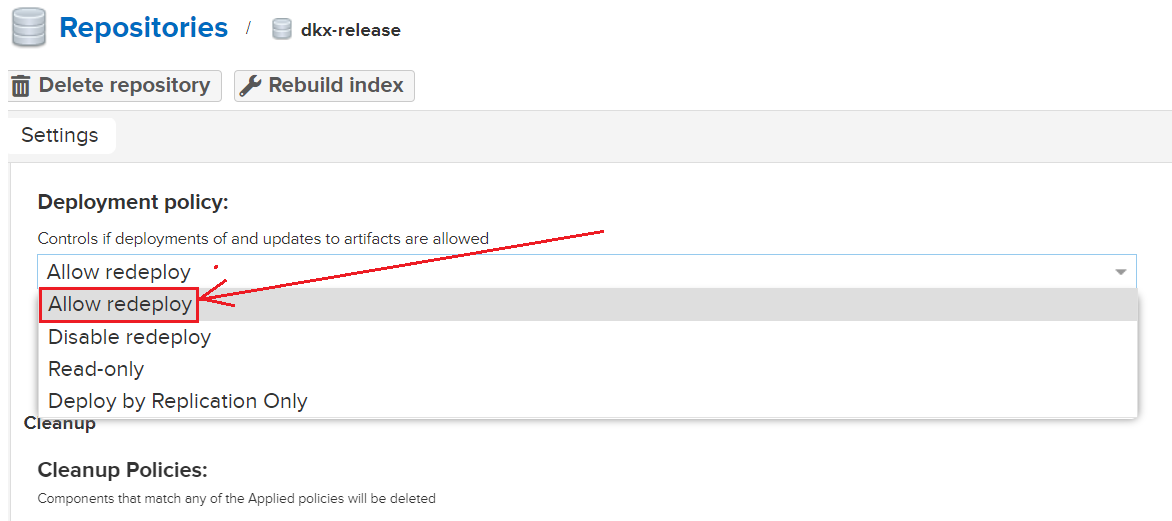 Repositories / dkx-release
Delete repository Rebuild index
Settings
Deployment policy:
Controls if deployments of and updates to artifacts are allowed
Allow redeploy
Allow redeploy
Disable redeploy
Read-only
Deploy by Replication Only
Cleanup
Cleanup Policies:
Components that match any of the Applied policies will be deleted